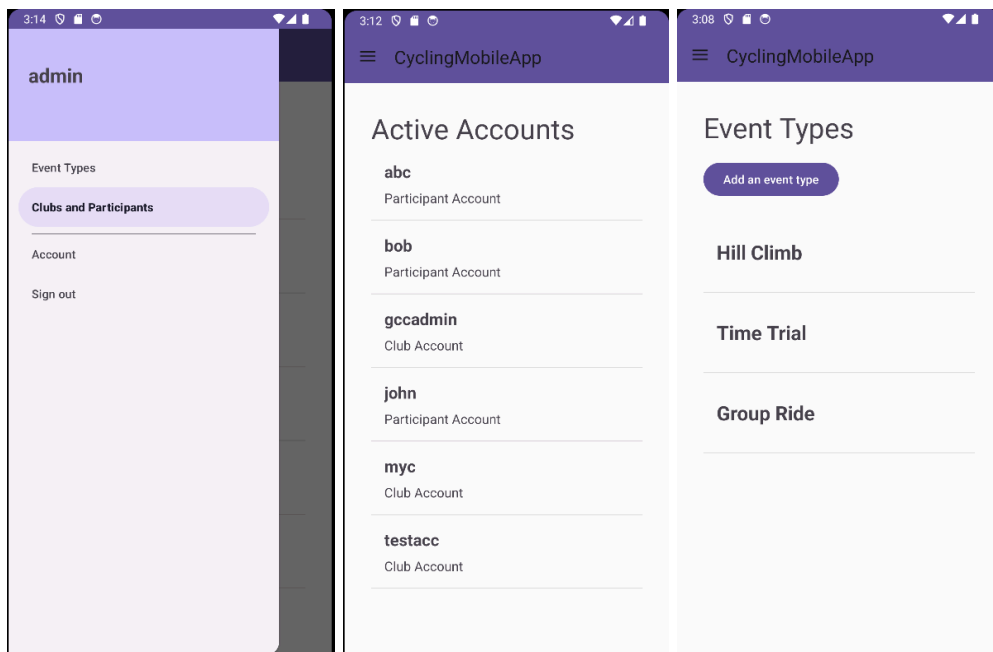 3:14
admin
Event Types
Clubs and Participants
Account
Sign out
3:12
CyclingMobileApp
Active Accounts
abc
Participant Account
bob
Participant Account
gccadmin
Club Account
john
Participant Account
myc
Club Account
testacc
Club Account
3:08
CyclingMobileApp
Event Types
Add an event type
Hill Climb
Time Trial
Group Ride